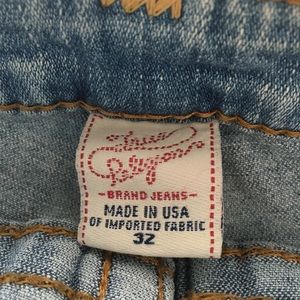 True
Religion
-BRAND JEANS-
MADE IN USA
OF IMPORTED FABRIC
32